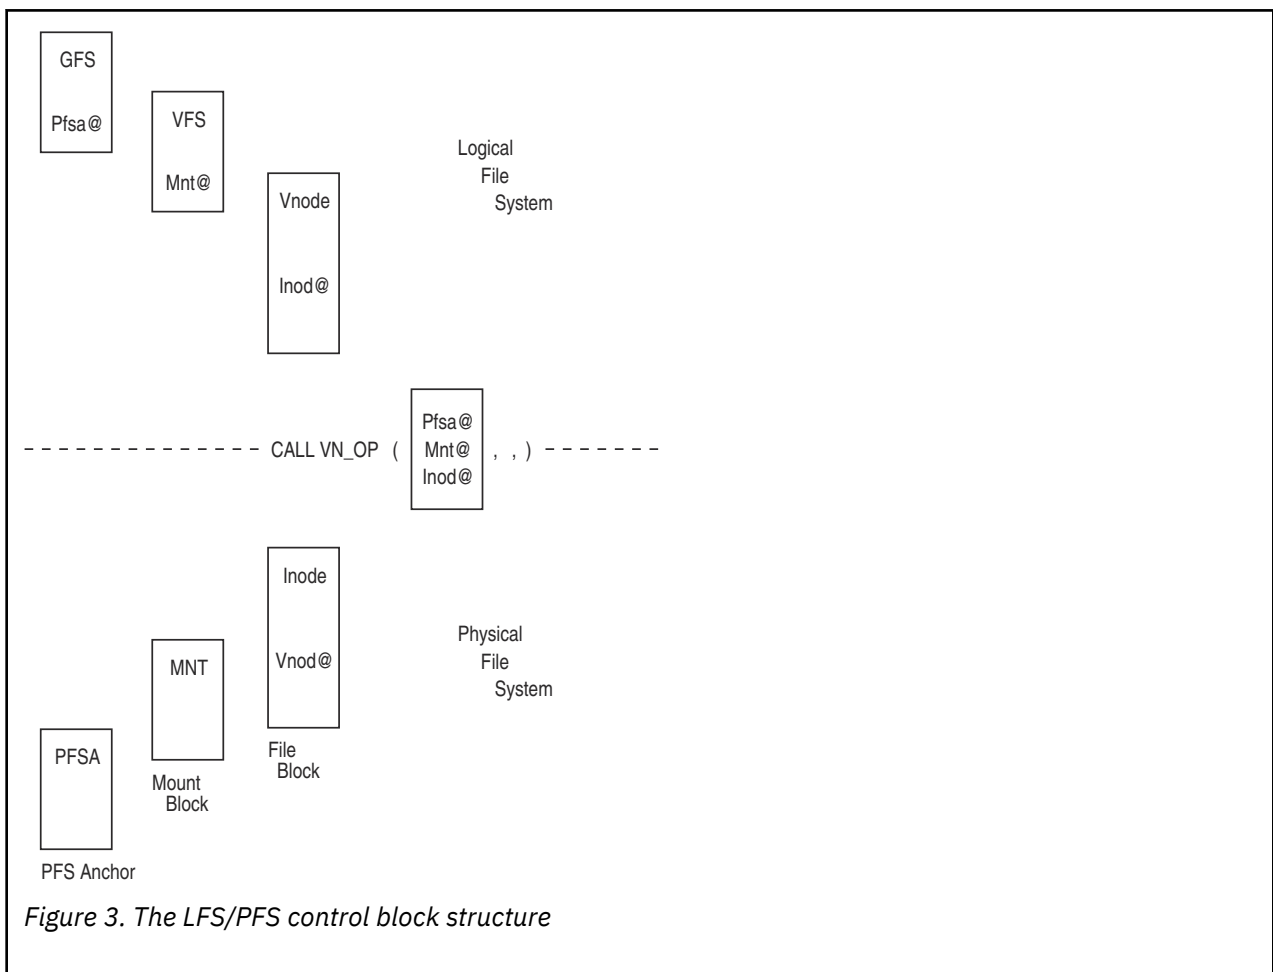 GFS
Pfsa@
VFS
Mnt@
Vnode
Inod@
Logical
File
System
- - - - - - - - - - - - - - CALL VN_OP ( Pfsa@ Mnt@ Inod@ , , ) - - - - - - -
Inode
Vnod@
File
Block
MNT
Mount
Block
PFSA
PFS Anchor
Physical
File
System
Figure 3. The LFS/PFS control block structure